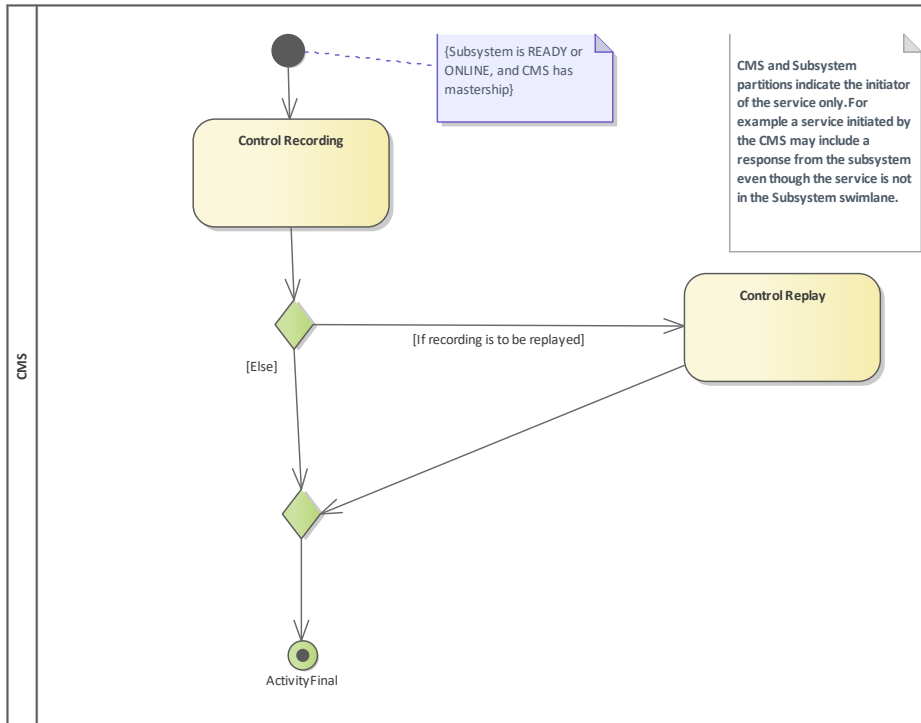 {Subsystem is READY or
ONLINE, and CMS has
mastership}
CMS and Subsystem
partitions indicate the initiator
of the service only.For
example a service initiated by
the CMS may include a
response from the subsystem
even though the service is not
in the Subsystem swimlane.
Control Recording
Control Replay
[If recording is to be replayed]
[Else]
CMS
ActivityFinal